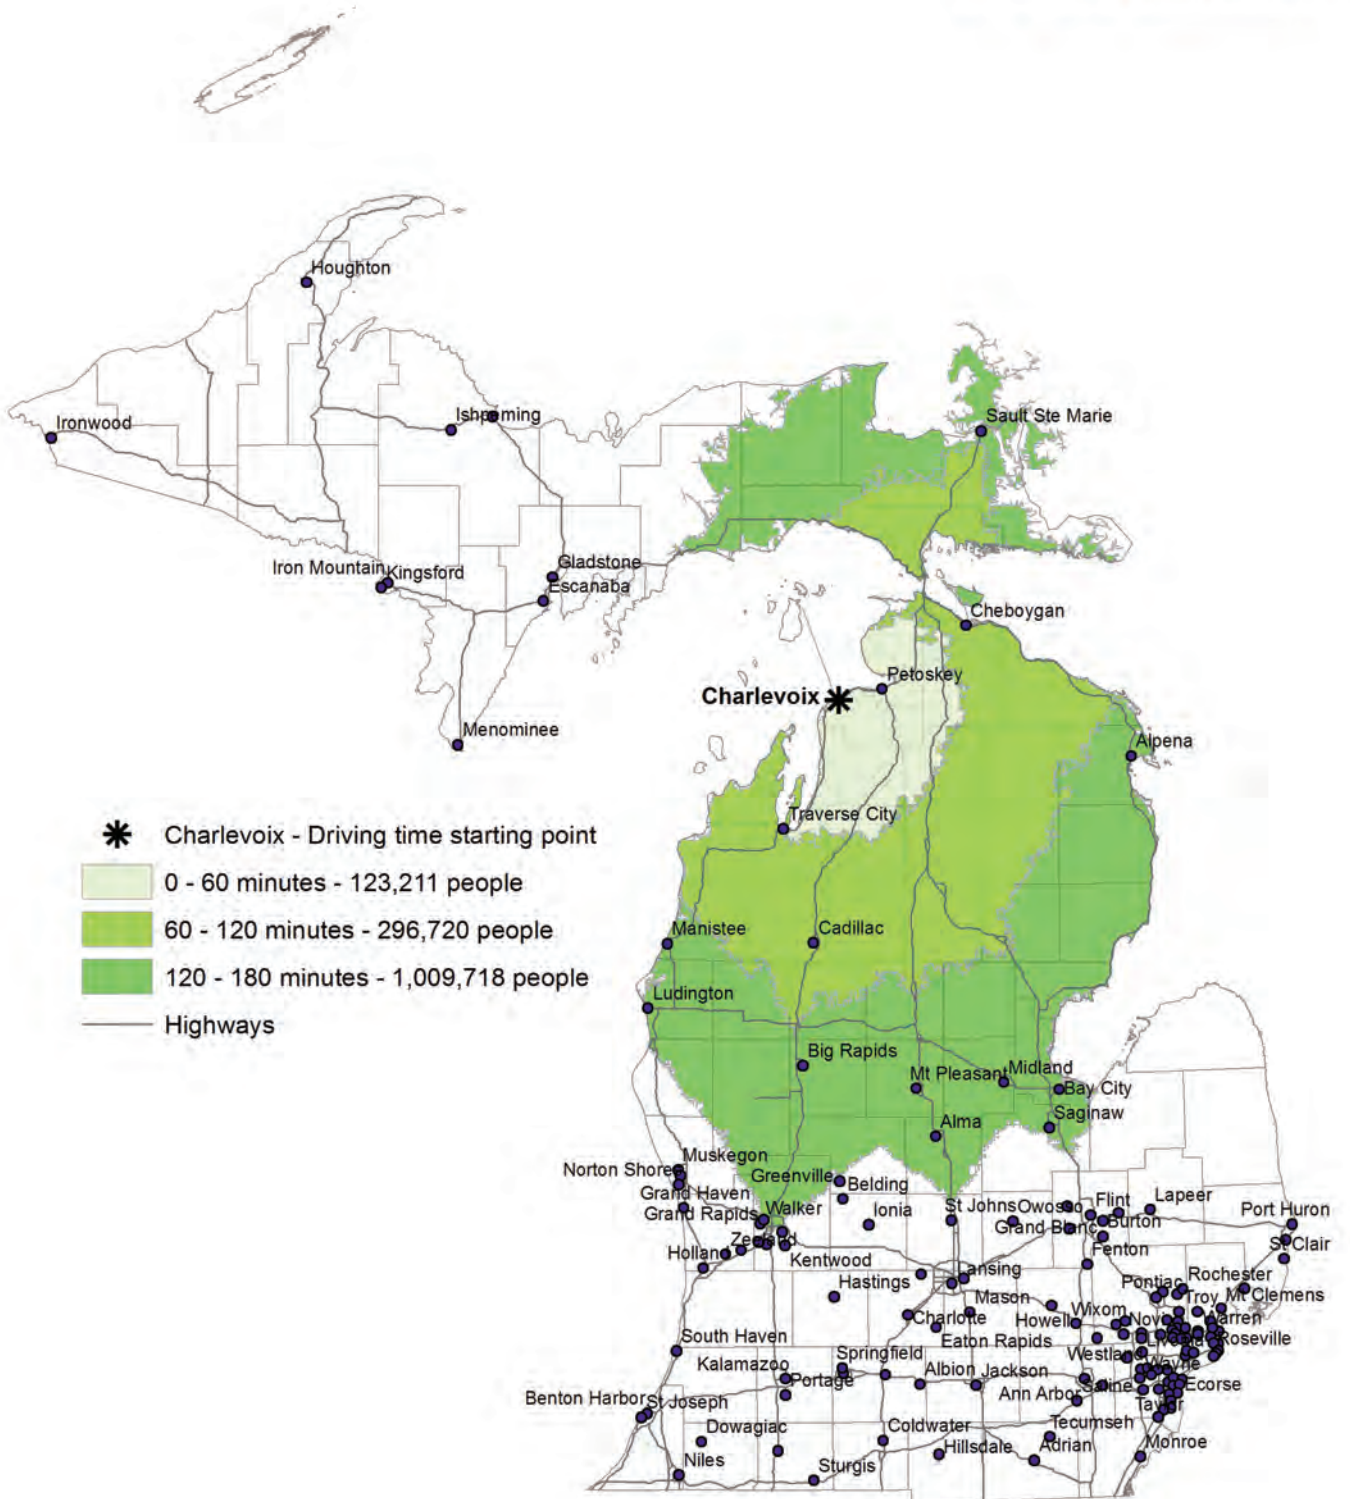 Houghton
Ishpeming
Ironwood
Sault Ste Marie
Iron Mountain
Kingsford
Gladstone
Escanaba
Cheboygan
Petoskey
Charlevoix
Menominee
Alpena
Traverse City
Charlevoix - Driving time starting point
0 - 60 minutes - 123,211 people
60 - 120 minutes - 296,720 people
120 - 180 minutes - 1,009,718 people
Highways
Manistee
Cadillac
Ludington
Big Rapids
Mt Pleasant
Midland
Bay City
Saginaw
Alma
Muskegon
Norton Shores
Greenville
Belding
Grand Haven
Grand Rapids
Walker
Ionia
St Johns
Owosso
Grand Blanc
Flint
Burton
Lapeer
Port Huron
St Clair
Zeeland
Holland
Kentwood
Fenton
Lansing
Hastings
Mason
Pontiac
Rochester
Troy
Mt Clemens
Charlotte
Eaton Rapids
Howell
Wixom
Novi
Warren
Livonia
Roseville
South Haven
Springfield
Westland
Wayne
Kalamazoo
Portage
Albion
Jackson
Ann Arbor
Saline
Ecorse
Taylor
Benton Harbor
St Joseph
Dowagiac
Coldwater
Tecumseh
Hillsdale
Adrian
Monroe
Niles
Sturgis